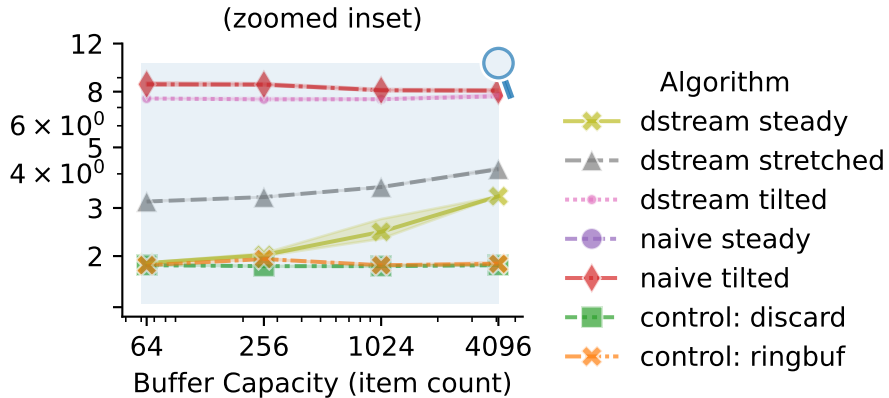 (zoomed inset)
12
8
6 × 10⁰
5
4 × 10⁰
3
2
64 256 1024 4096
Buffer Capacity (item count)
Algorithm
dstream steady
dstream stretched
dstream tilted
naive steady
naive tilted
control: discard
control: ringbuf